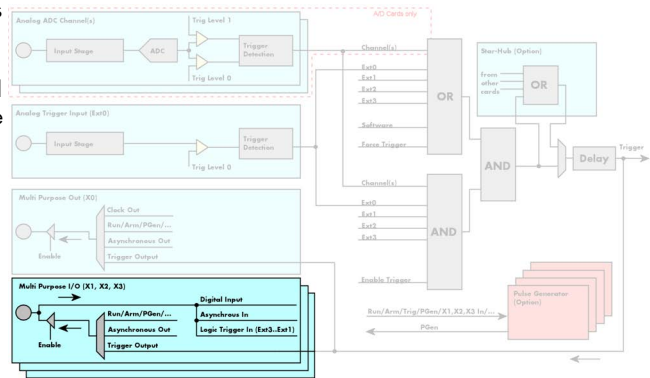 Analog ADC Channel(s)
Input Stage
ADC
Trig Level 1
Trig Level 0
Trigger
Detection
A/D Cards only
Analog Trigger Input (Ext0)
Input Stage
Trig Level 0
Trigger
Detection
Multi Purpose Out (X0)
Enable
Clock Out
Run/Arm/PGen/...
Asynchronous Out
Trigger Output
Multi Purpose I/O (X1, X2, X3)
Enable
Run/Arm/PGen/...
Asynchronous Out
Trigger Output
Digital Input
Asynchrous In
Logic Trigger In (Ext3..Ext1)
Channel(s)
Ext0
Ext1
Ext2
Ext3
Software
Force Trigger
OR
Channel(s)
Ext0
Ext1
Ext2
Ext3
Enable Trigger
AND
AND
Star-Hub (Option)
from
other
cards
OR
Delay
Trigger
Run/Arm/Trig/PGen/X1,X2,X3 In/...
PGen
Pulse Generator
(Option)